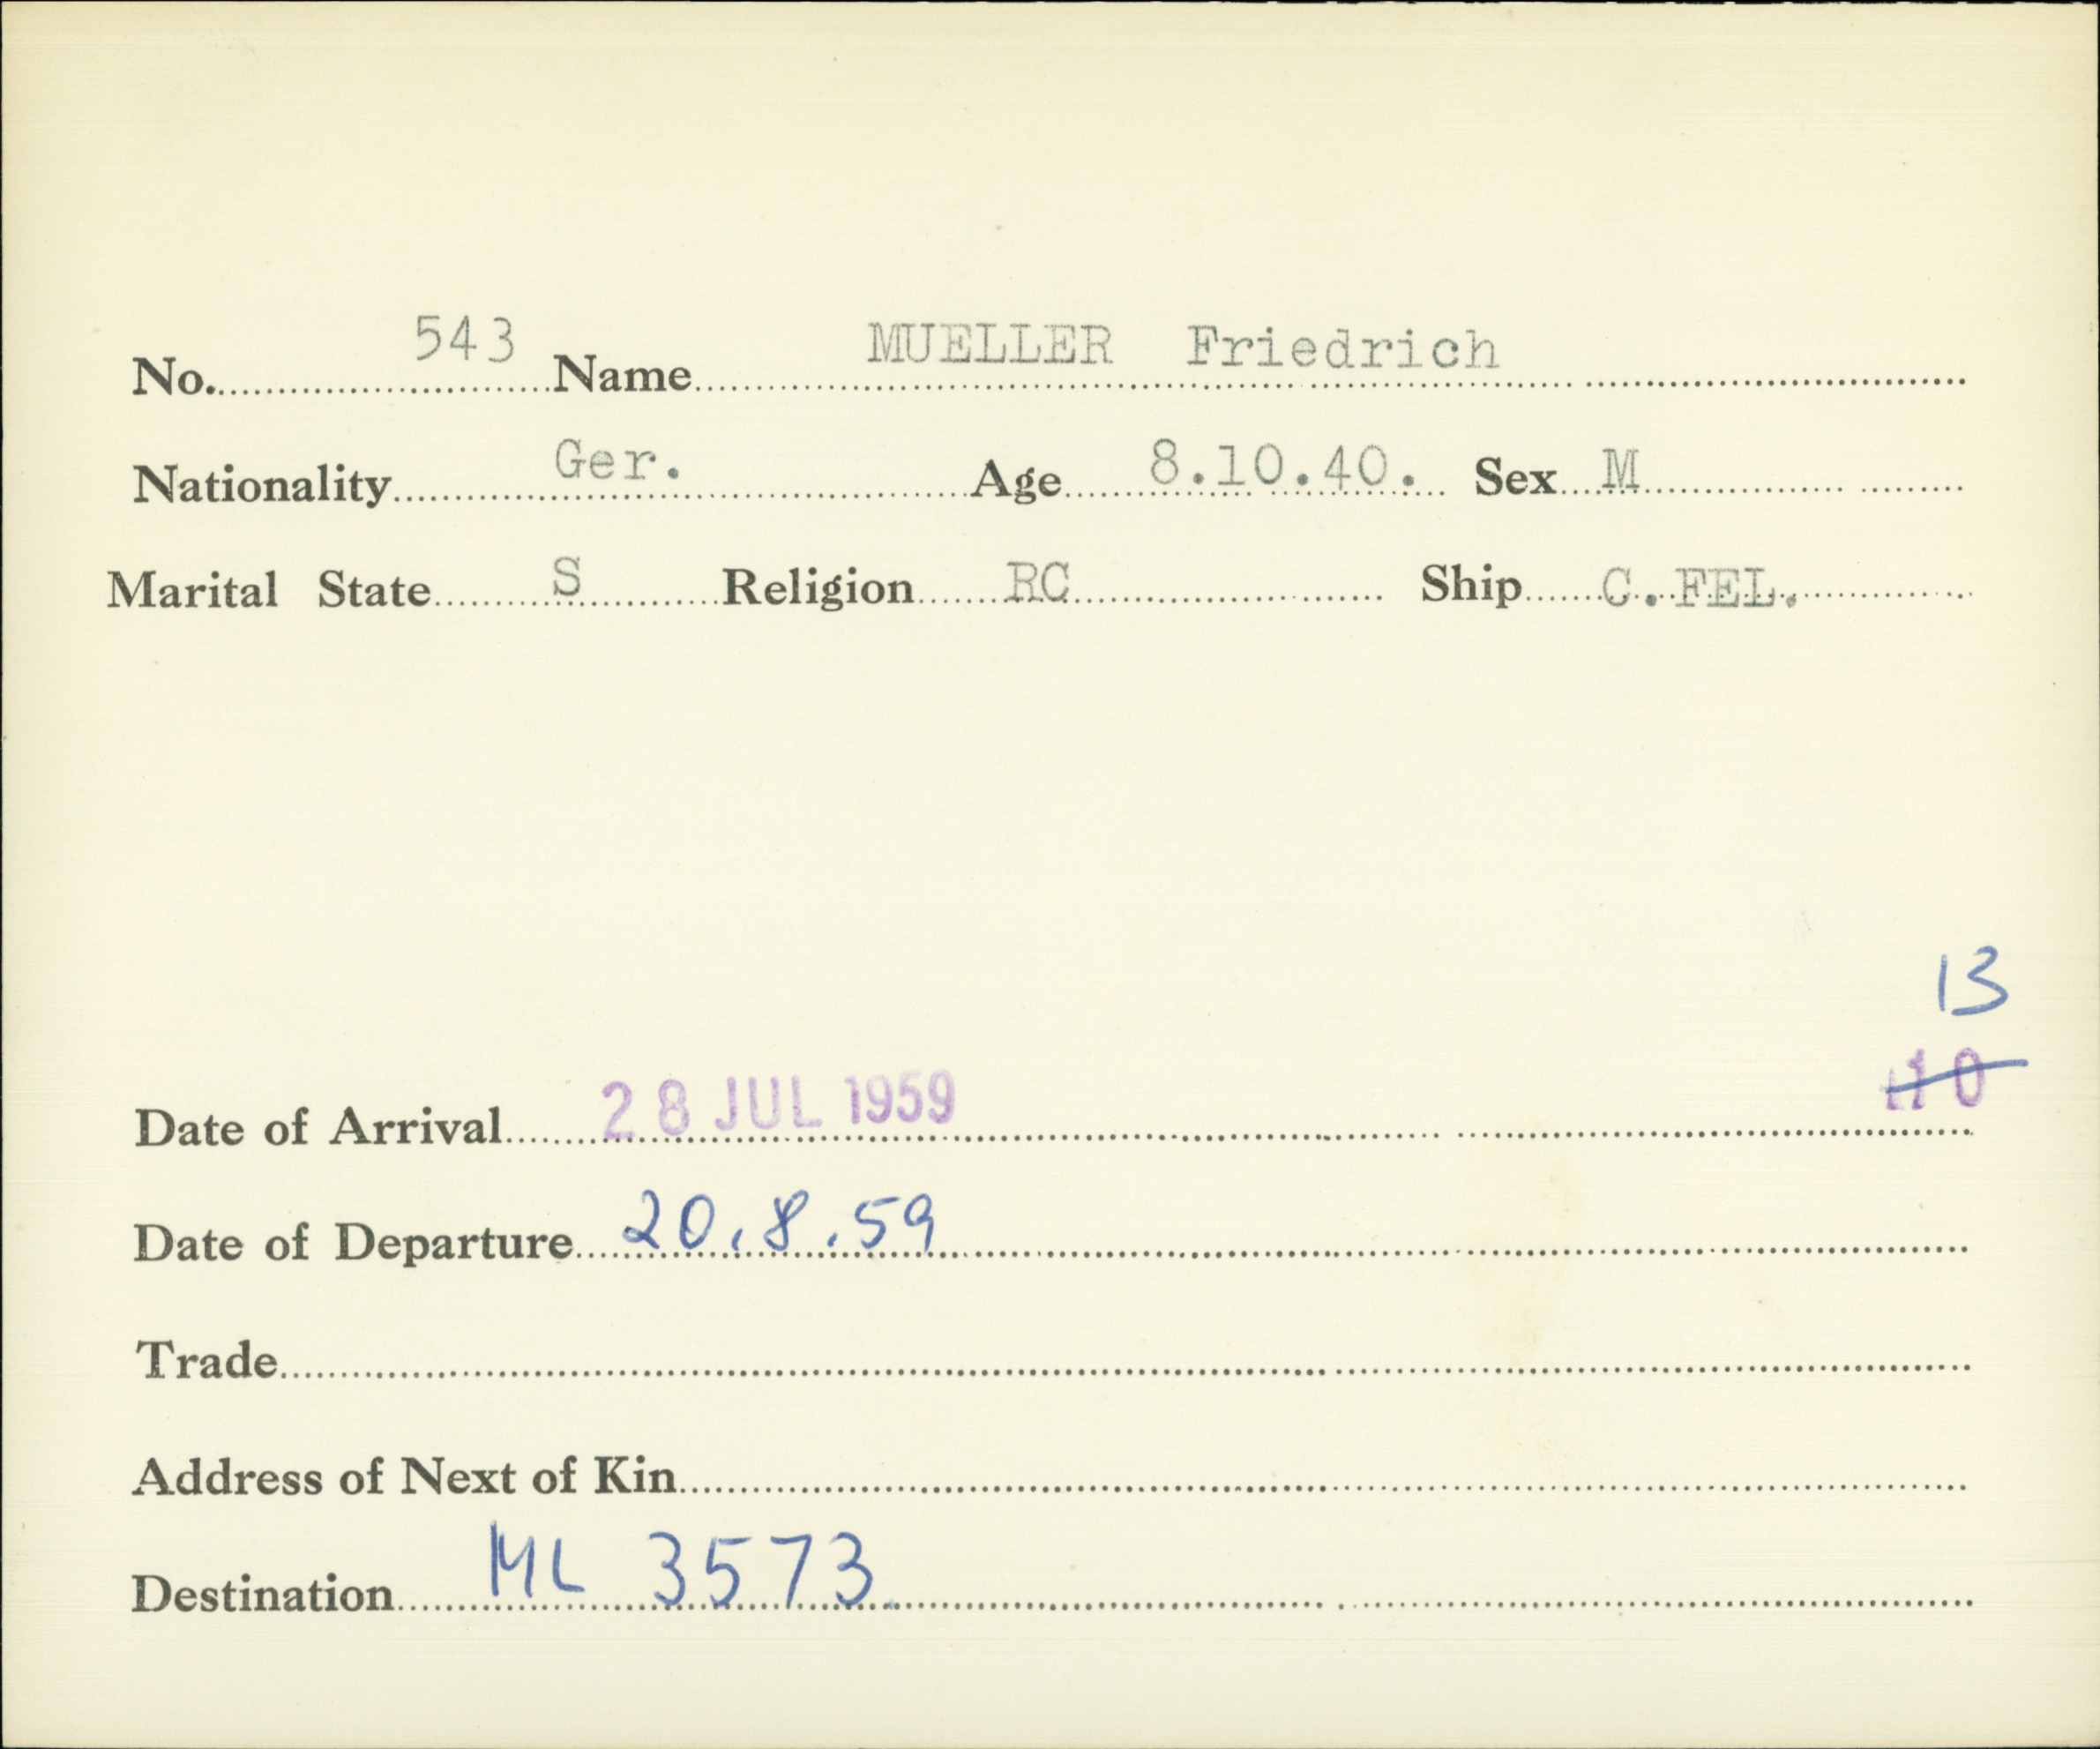 No. 543 Name MUELLER Friedrich
Nationality Ger. Age 8.10.40. Sex M
Marital State S Religion RC Ship C.FEL.
13
10
Date of Arrival 28 JUL 1959
Date of Departure 20.8.59
Trade
Address of Next of Kin
Destination ML 3573